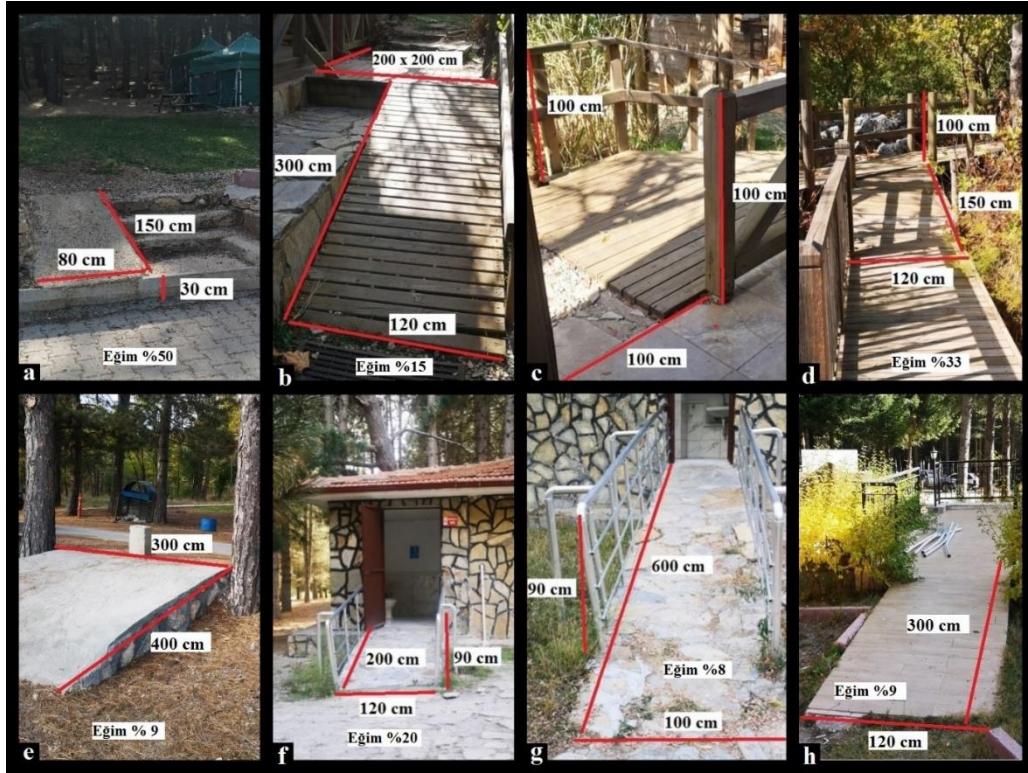 150 cm
80 cm
30 cm
Eğim %50
a
200 x 200 cm
300 cm
120 cm
Eğim %15
b
100 cm
100 cm
100 cm
c
100 cm
150 cm
120 cm
Eğim %33
d
300 cm
400 cm
Eğim % 9
e
200 cm
90 cm
120 cm
Eğim %20
f
600 cm
90 cm
Eğim %8
100 cm
g
300 cm
Eğim %9
120 cm
h